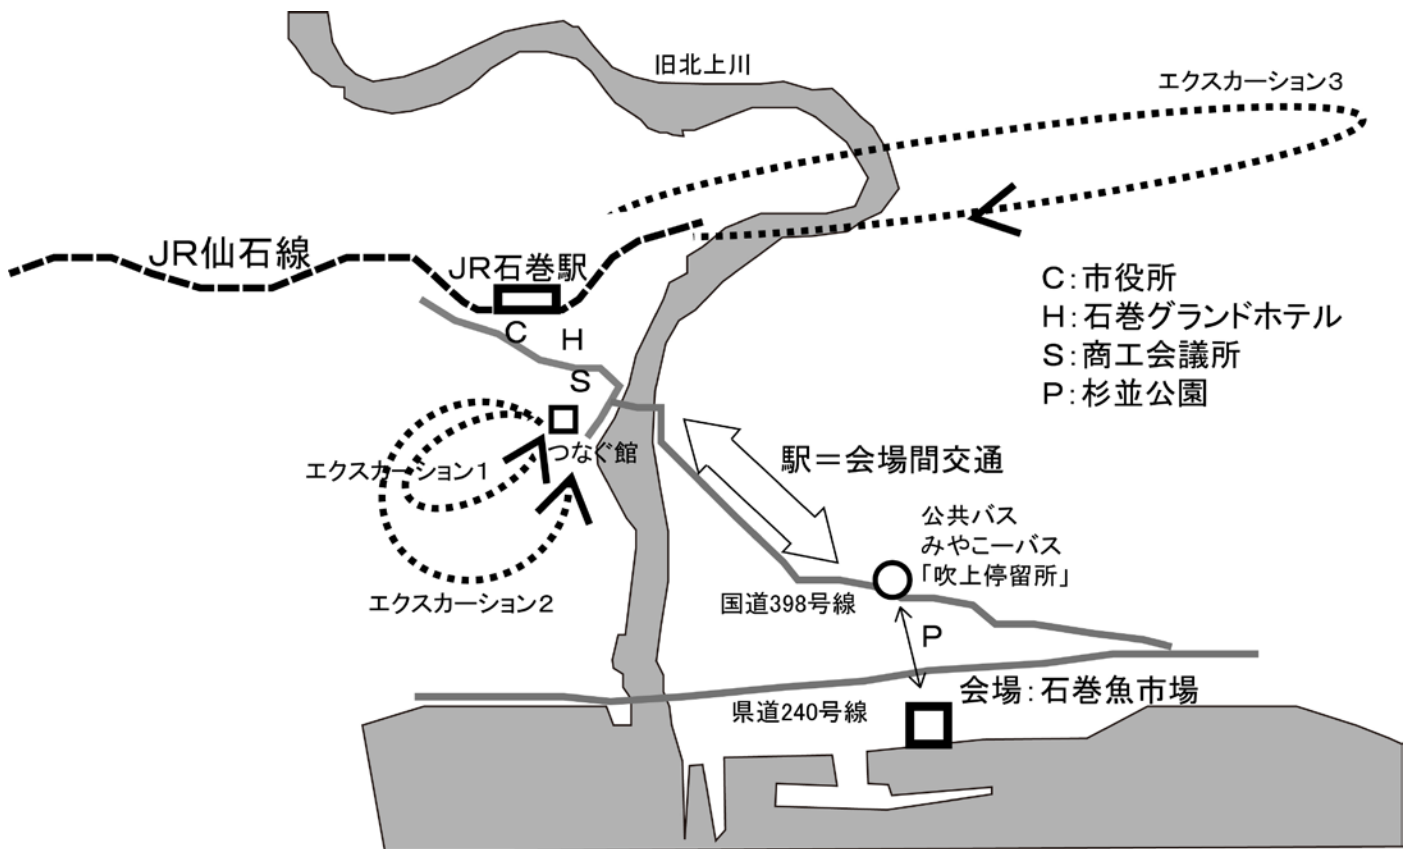 旧北上川
エクスカーション3
JR仙石線
JR石巻駅
C:市役所
H:石巻グランドホテル
S:商工会議所
P:杉並公園
C
H
S
つなぐ館
エクスカーション1
駅=会場間交通
公共バス
みやこーバス
「吹上停留所」
エクスカーション2
国道398号線
P
会場:石巻魚市場
県道240号線